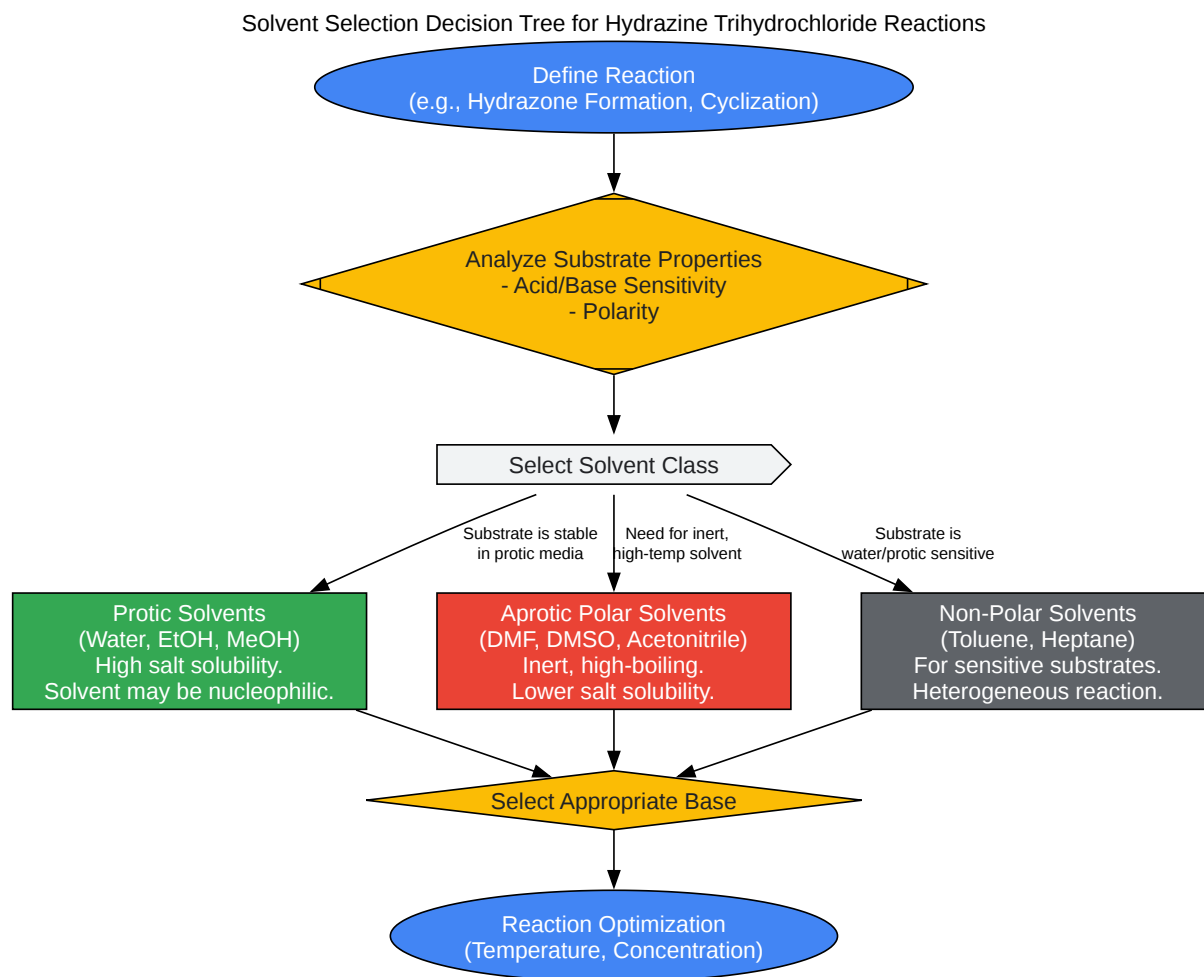 Solvent Selection Decision Tree for Hydrazine Trihydrochloride Reactions
Define Reaction
(e.g., Hydrazone Formation, Cyclization)
Analyze Substrate Properties
- Acid/Base Sensitivity
- Polarity
Select Solvent Class
Substrate is stable
in protic media
Need for inert,
high-temp solvent
Substrate is
water/protic sensitive
Protic Solvents
(Water, EtOH, MeOH)
High salt solubility.
Solvent may be nucleophilic.
Aprotic Polar Solvents
(DMF, DMSO, Acetonitrile)
Inert, high-boiling.
Lower salt solubility.
Non-Polar Solvents
(Toluene, Heptane)
For sensitive substrates.
Heterogeneous reaction.
Select Appropriate Base
Reaction Optimization
(Temperature, Concentration)